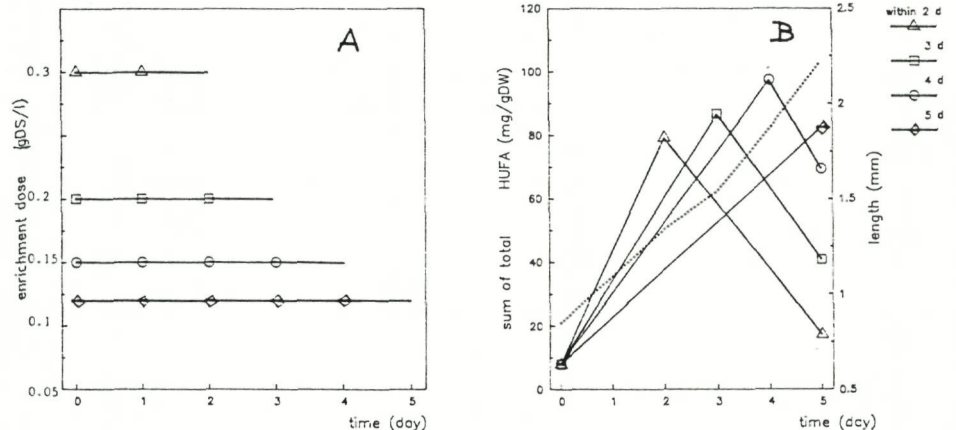 A
enrichment dose (gDS/l)
0.3
0.2
0.15
0.1
0.05
0 1 2 3 4 5
time (day)
B
sum of total HUFA (mg/gDW)
120
100
80
60
40
20
0
0 1 2 3 4 5
time (day)
length (mm)
2.5
2
1.5
1
0.5
within 2 d
3 d
4 d
5 d